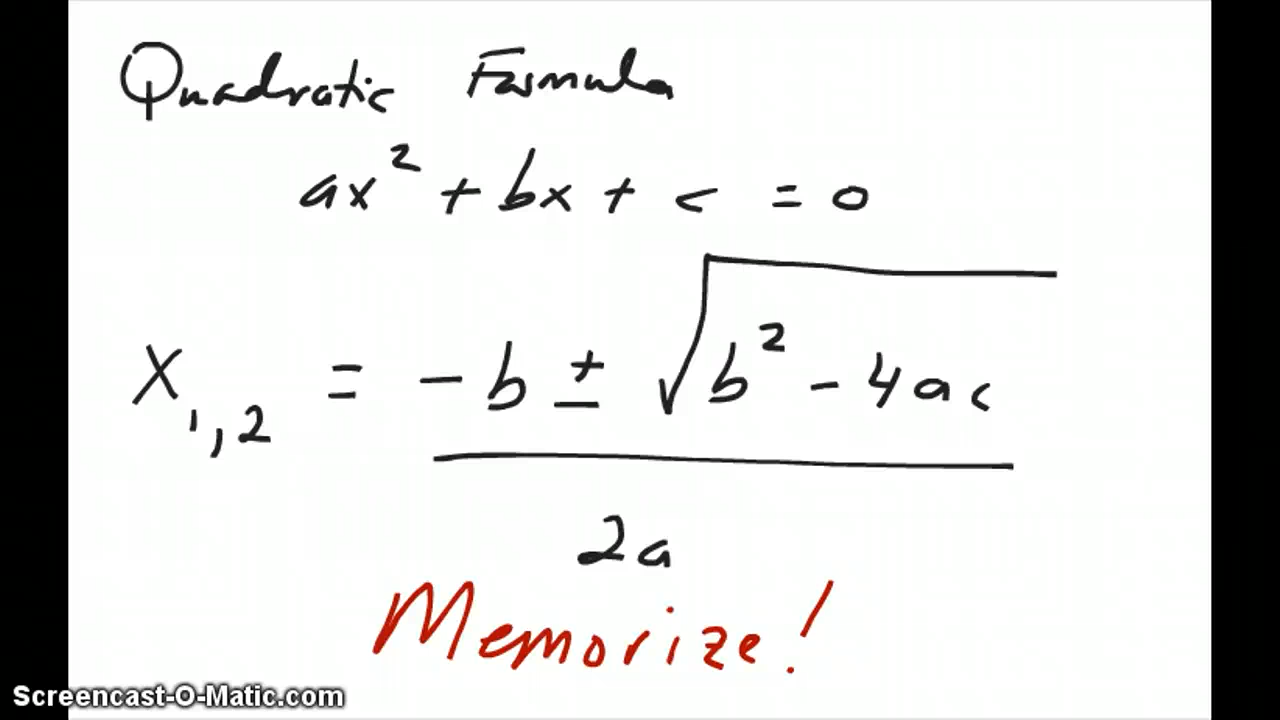 Quadratic Formula
ax² + bx + c = 0
X₁,₂ = -b ± √(b² - 4ac)
2a
Memorize!
Screencast-O-Matic.com